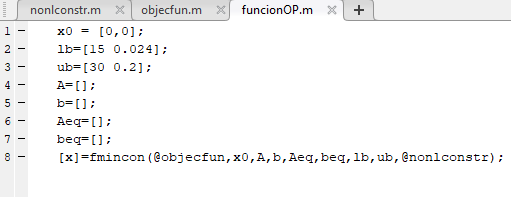 nonlconstr.m × objecfun.m × funcionOP.m × +
1 – x0 = [0,0];
2 – lb=[15 0.024];
3 – ub=[30 0.2];
4 – A=[];
5 – b=[];
6 – Aeq=[];
7 – beq=[];
8 – [x]=fmincon(@objecfun,x0,A,b,Aeq,beq,lb,ub,@nonlconstr);